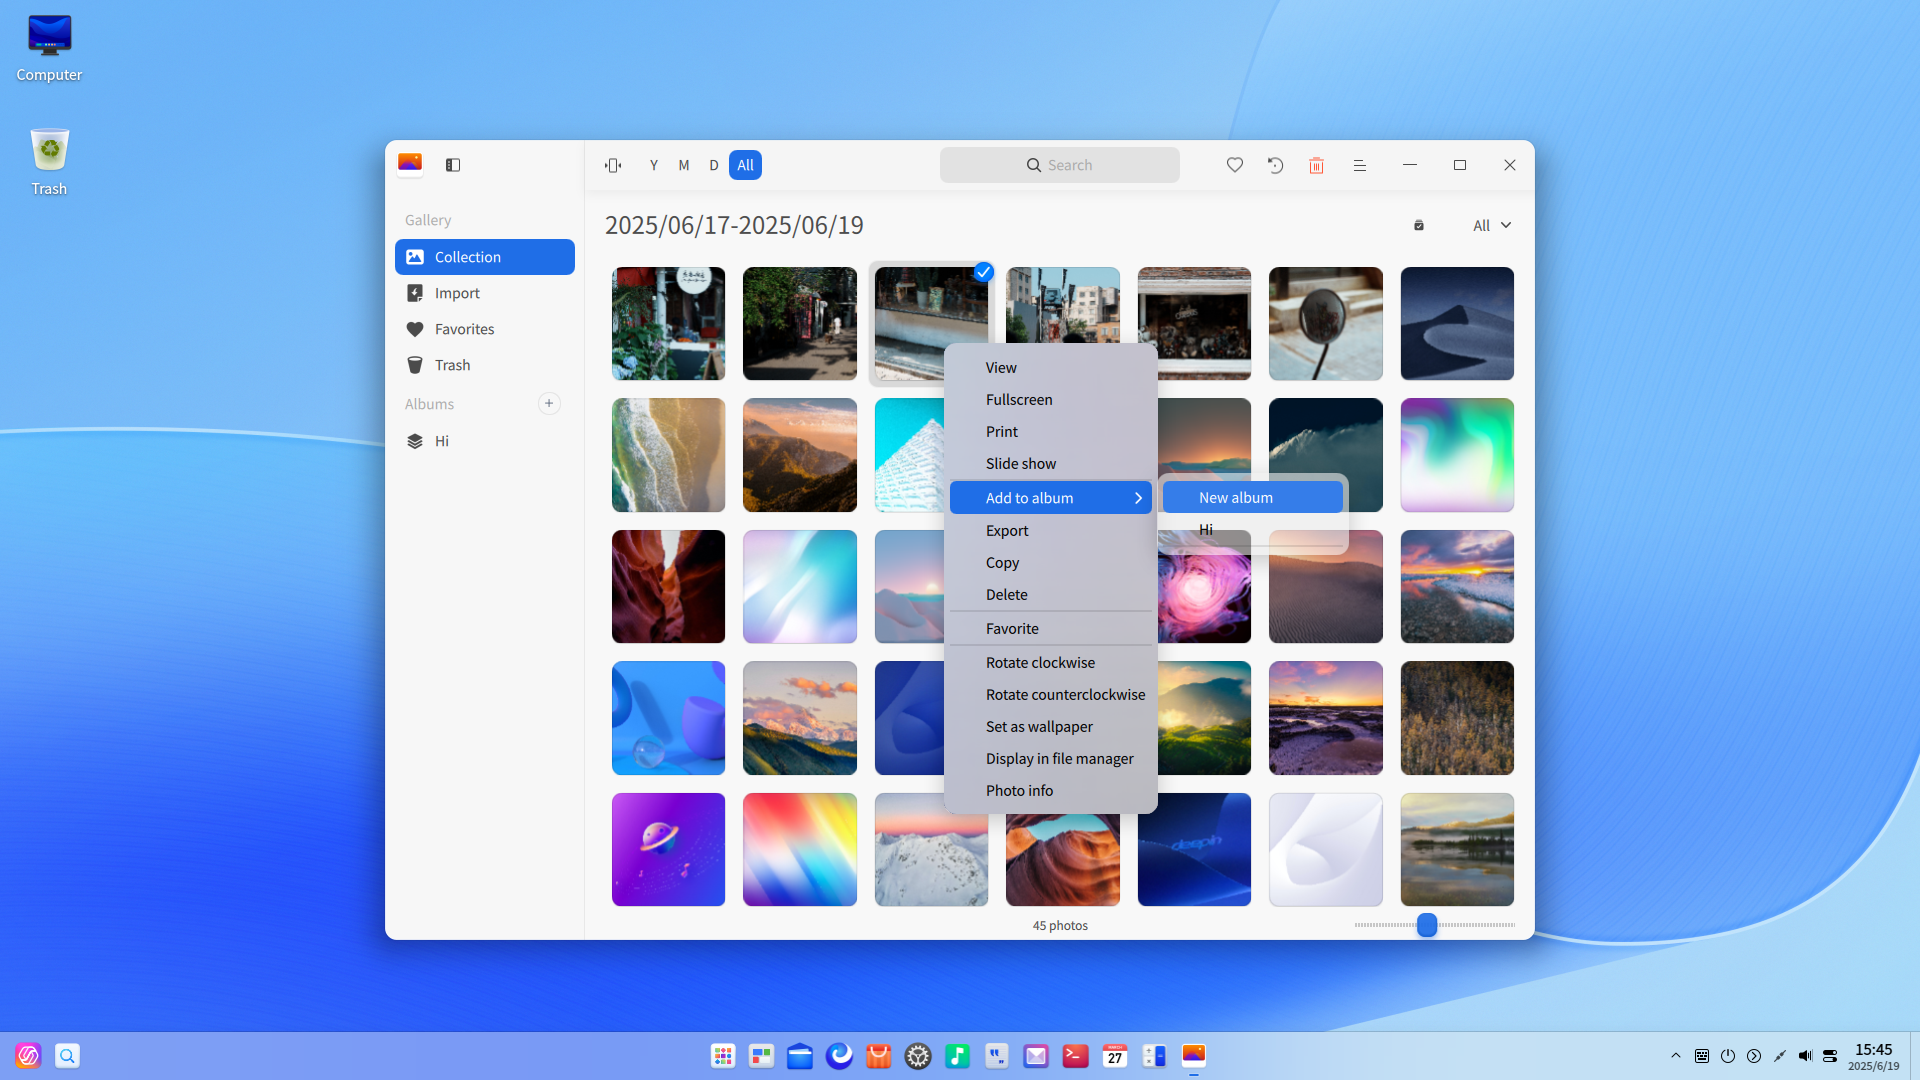 Computer
Trash
Y
M
D
All
Search
Gallery
Collection
Import
Favorites
Trash
Albums
Hi
2025/06/17-2025/06/19
All
View
Fullscreen
Print
Slide show
Add to album
New album
Hi
Export
Copy
Delete
Favorite
Rotate clockwise
Rotate counterclockwise
Set as wallpaper
Display in file manager
Photo info
deepin
45 photos
27
15:45
2025/6/19